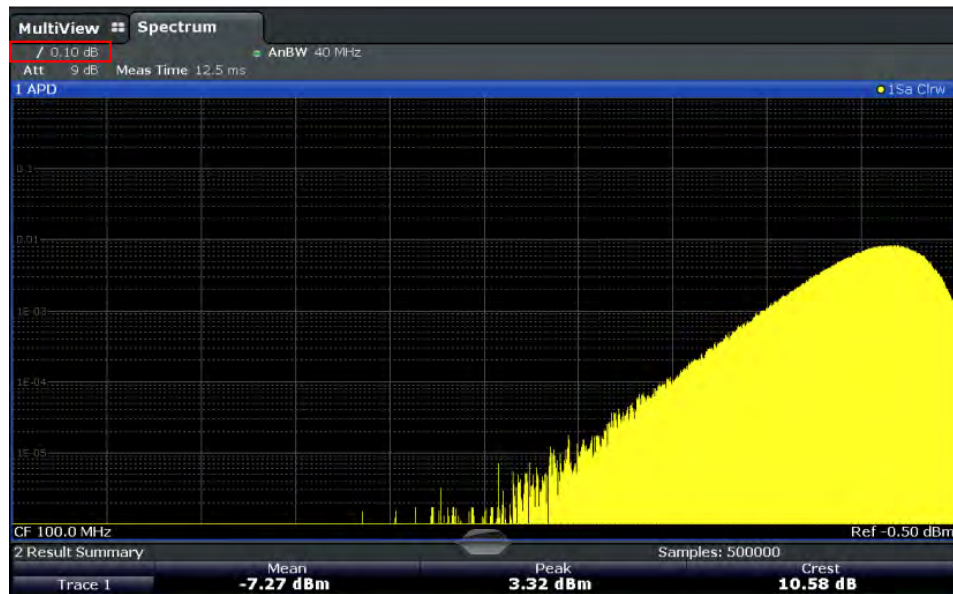 MultiView Spectrum
/ 0.10 dB AnBW 40 MHz
Att 9 dB Meas Time 12.5 ms
1 APD 1Sa Clrw
0.1
0.01
1E-03
1E-04
1E-05
CF 100.0 MHz Ref -0.50 dBm
2 Result Summary Samples: 500000
Mean Peak Crest
Trace 1 -7.27 dBm 3.32 dBm 10.58 dB